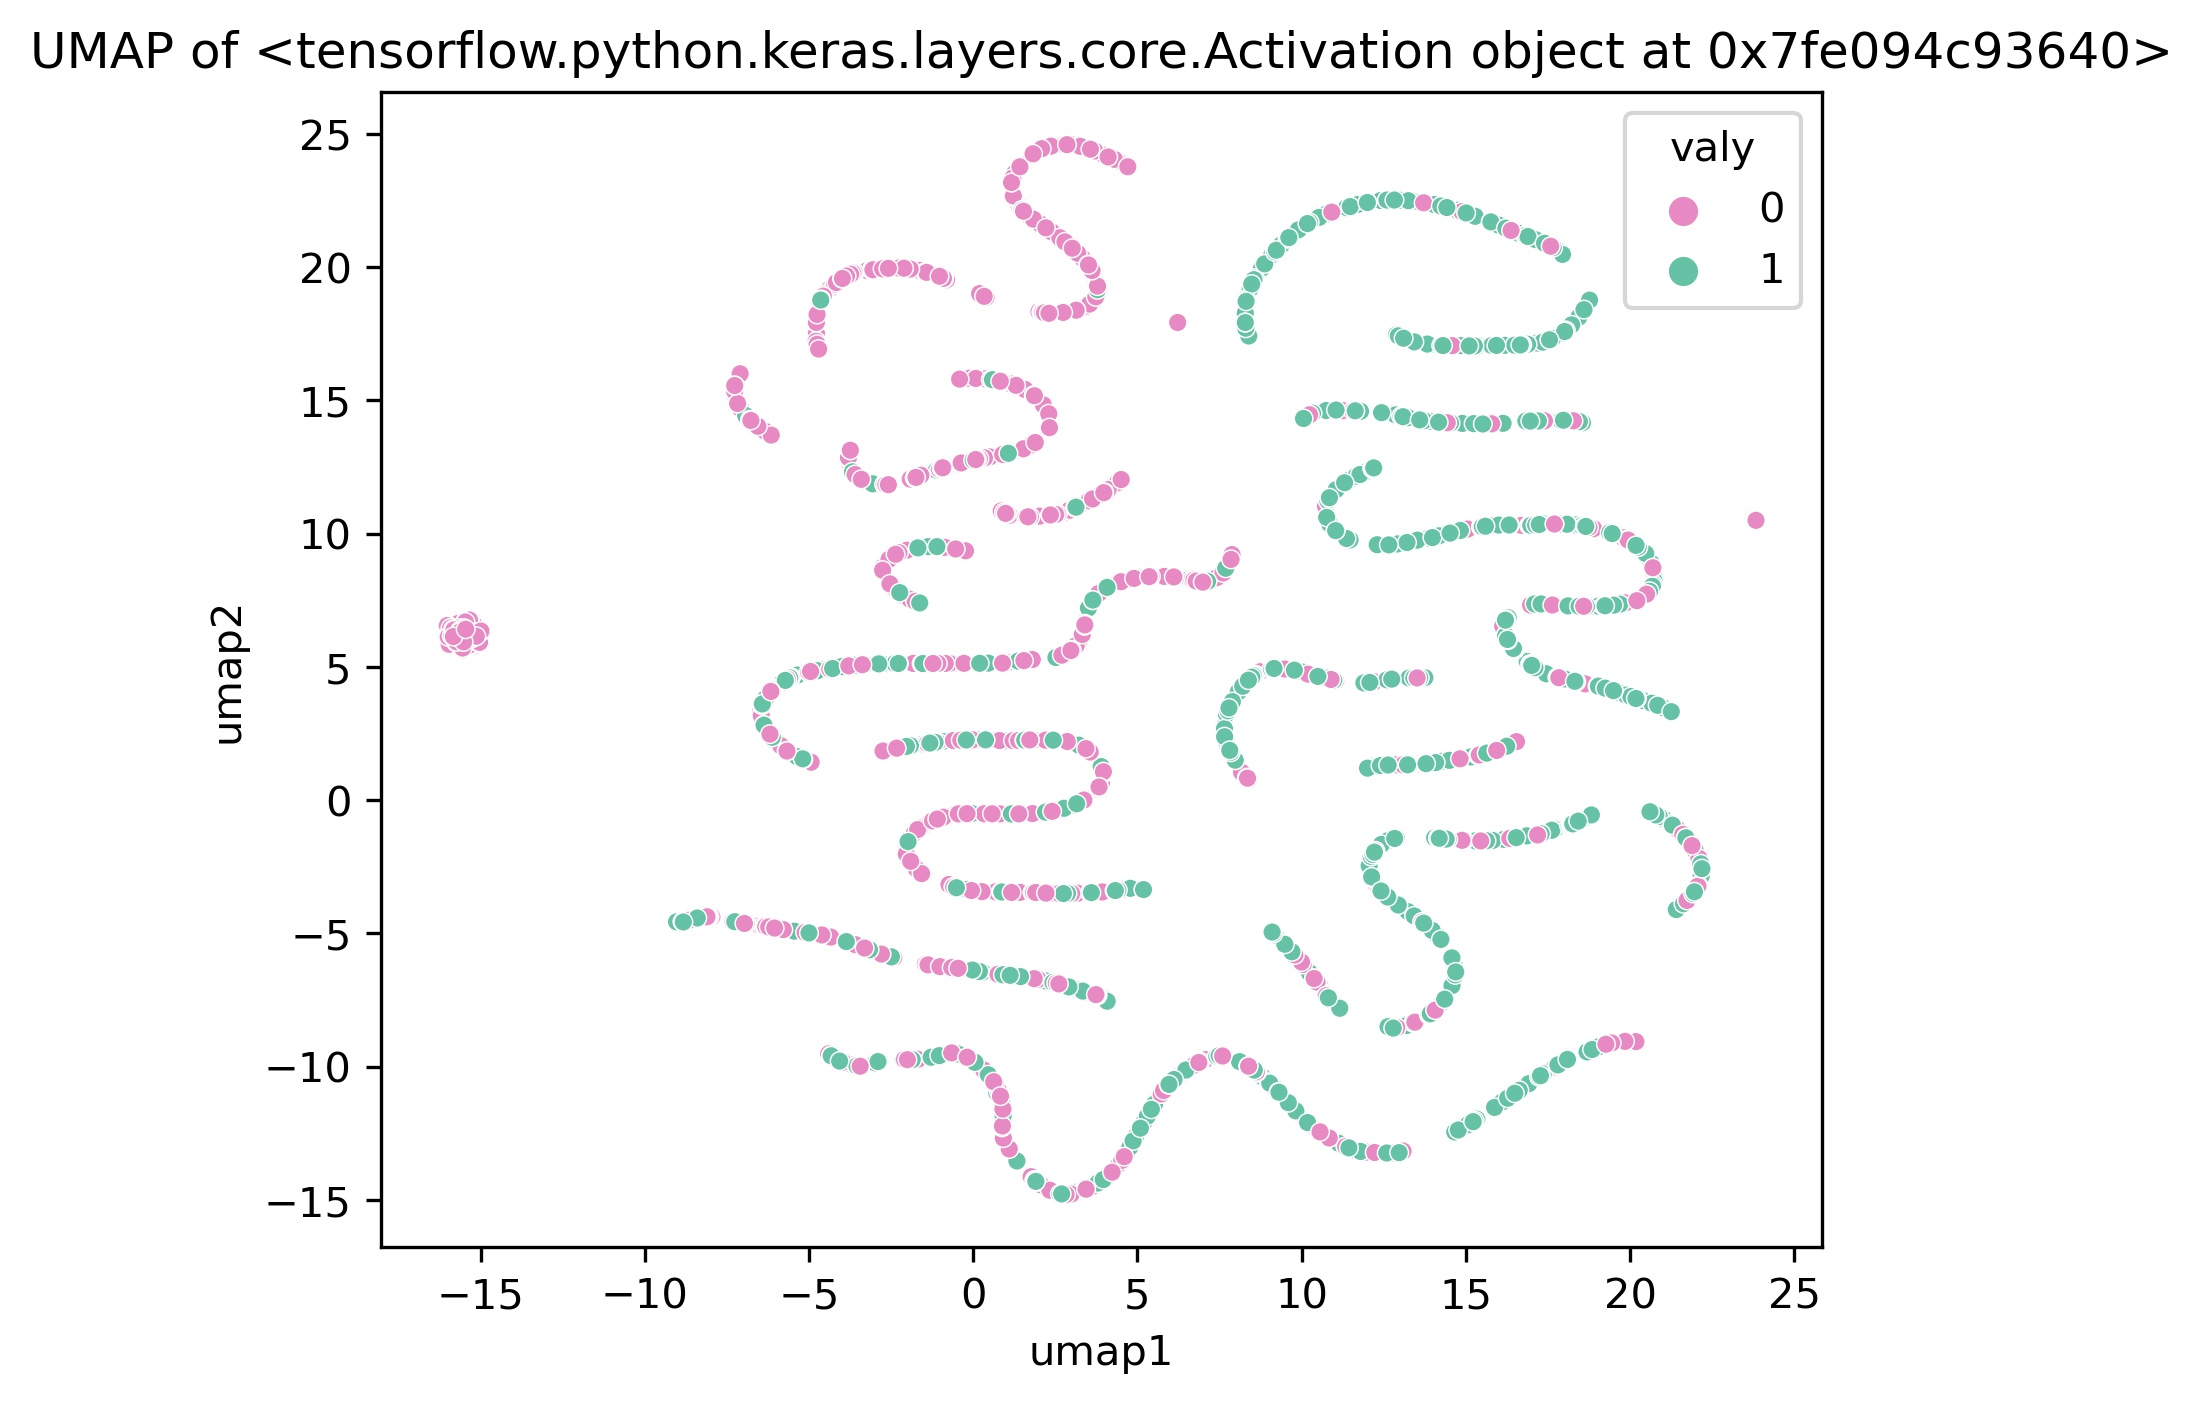 UMAP of <tensorflow.python.keras.layers.core.Activation object at 0x7fe094c93640>
valy
0
1
25
20
15
10
5
0
−5
−10
−15
umap2
−15 −10 −5 0 5 10 15 20 25
umap1